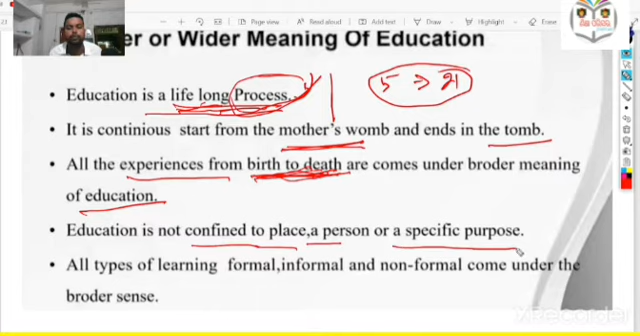 Page view
Read aloud
Add text
Draw
Highlight
Erase
er or Wider Meaning Of Education
• Education is a life long Process.
5 → 21
• It is continious start from the mother's womb and ends in the tomb.
• All the experiences from birth to death are comes under broder meaning
of education.
• Education is not confined to place,a person or a specific purpose.
• All types of learning formal,informal and non-formal come under the
broder sense.
XRecorder